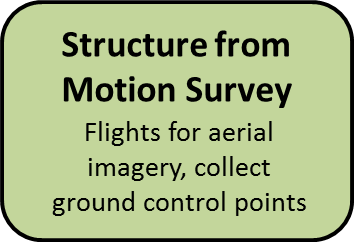 Structure from
Motion Survey
Flights for aerial
imagery, collect
ground control points